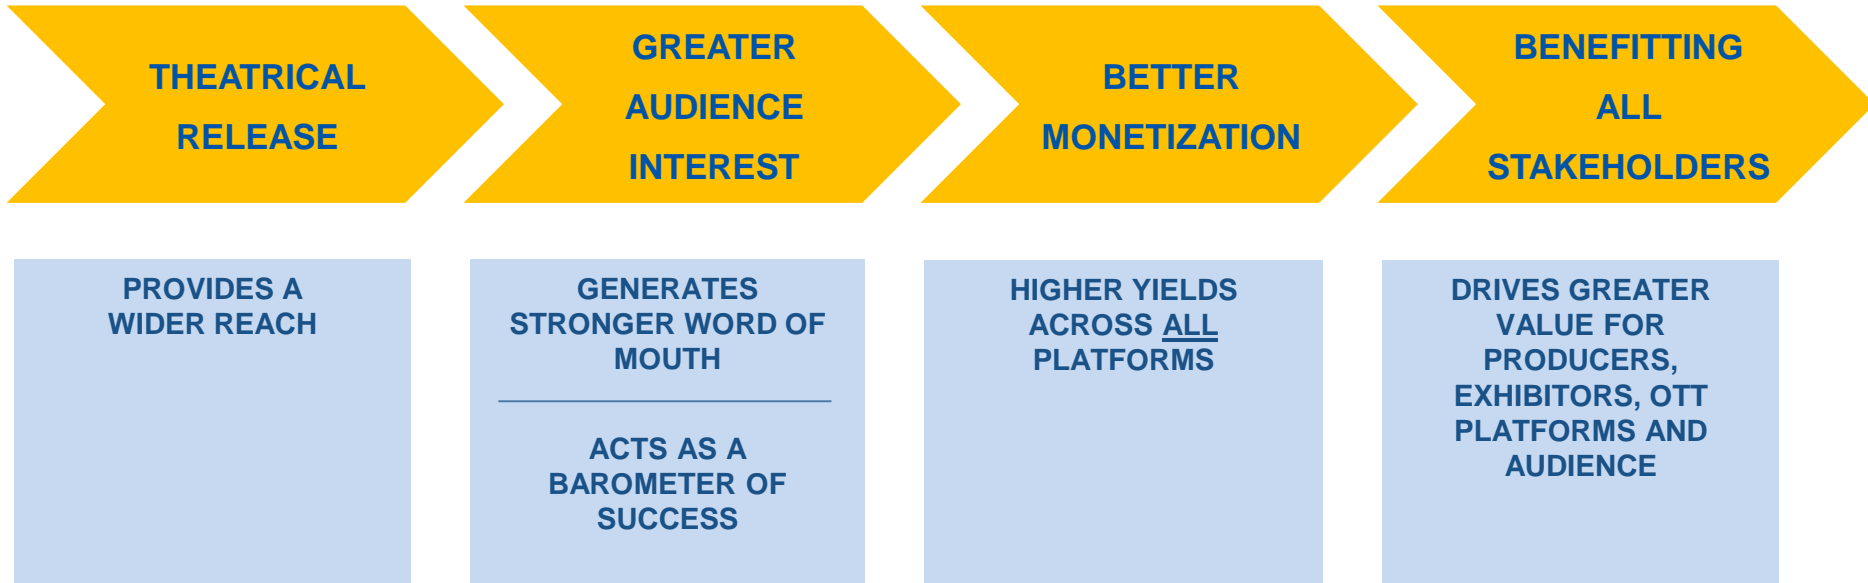 THEATRICAL
RELEASE
GREATER
AUDIENCE
INTEREST
BETTER
MONETIZATION
BENEFITTING
ALL
STAKEHOLDERS
PROVIDES A
WIDER REACH
GENERATES
STRONGER WORD OF
MOUTH
ACTS AS A
BAROMETER OF
SUCCESS
HIGHER YIELDS
ACROSS ALL
PLATFORMS
DRIVES GREATER
VALUE FOR
PRODUCERS,
EXHIBITORS, OTT
PLATFORMS AND
AUDIENCE